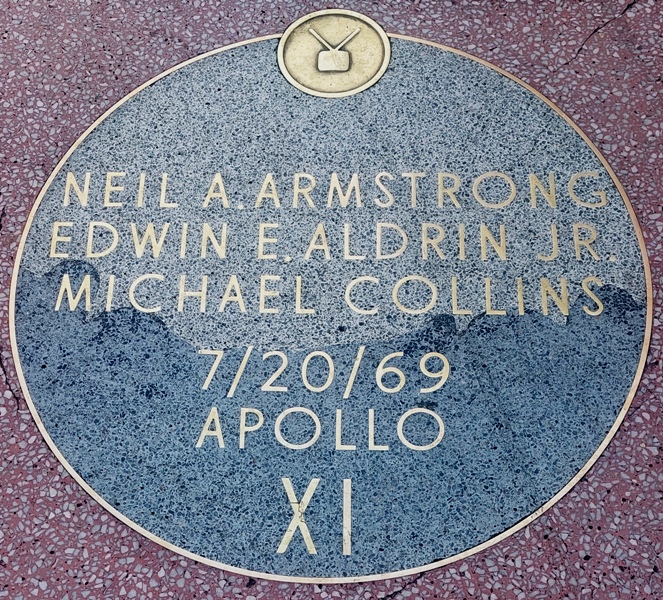 NEIL A. ARMSTRONG
EDWIN E. ALDRIN JR.
MICHAEL COLLINS
7/20/69
APOLLO
XI